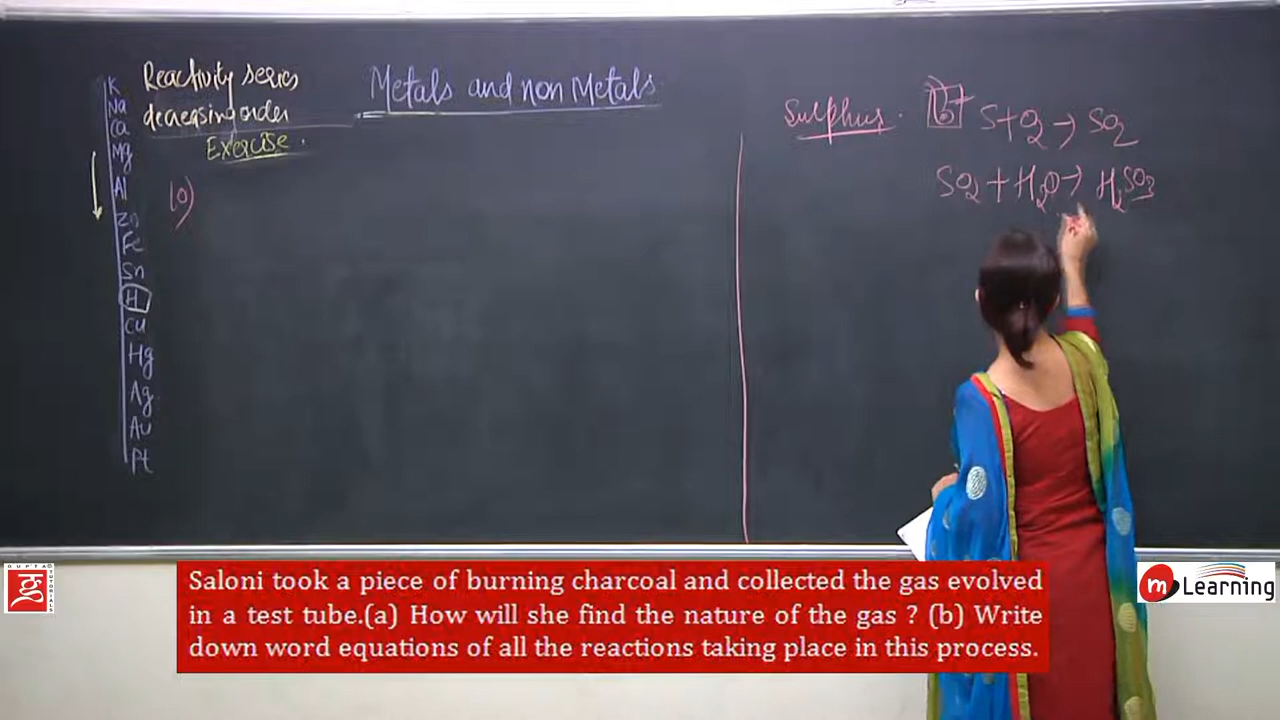 K
Na
Ca
Mg
Al
Zn
Fe
Sn
H
Cu
Hg
Ag
Au
Pt
Reactivity series
decreasing order
Exercise.
10)
Metals and non Metals
Sulphur.
S+O2→ SO2
SO2+H2O→ H2SO3
Saloni took a piece of burning charcoal and collected the gas evolved
in a test tube.(a) How will she find the nature of the gas ? (b) Write
down word equations of all the reactions taking place in this process.
GUPTA
TUTORIALS
m Learning